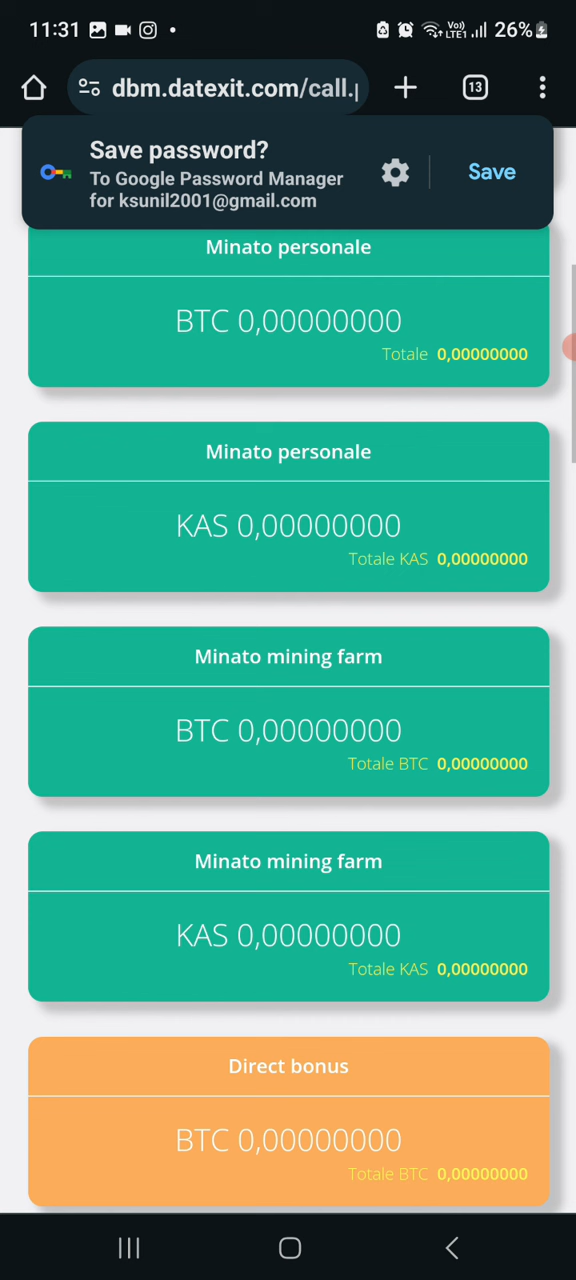 11:31
Vo))
LTE1
26%
dbm.datexit.com/call.p
13
Save password?
To Google Password Manager
for ksunil2001@gmail.com
Save
Minato personale
BTC 0,00000000
Totale 0,00000000
Minato personale
KAS 0,00000000
Totale KAS 0,00000000
Minato mining farm
BTC 0,00000000
Totale BTC 0,00000000
Minato mining farm
KAS 0,00000000
Totale KAS 0,00000000
Direct bonus
BTC 0,00000000
Totale BTC 0,00000000